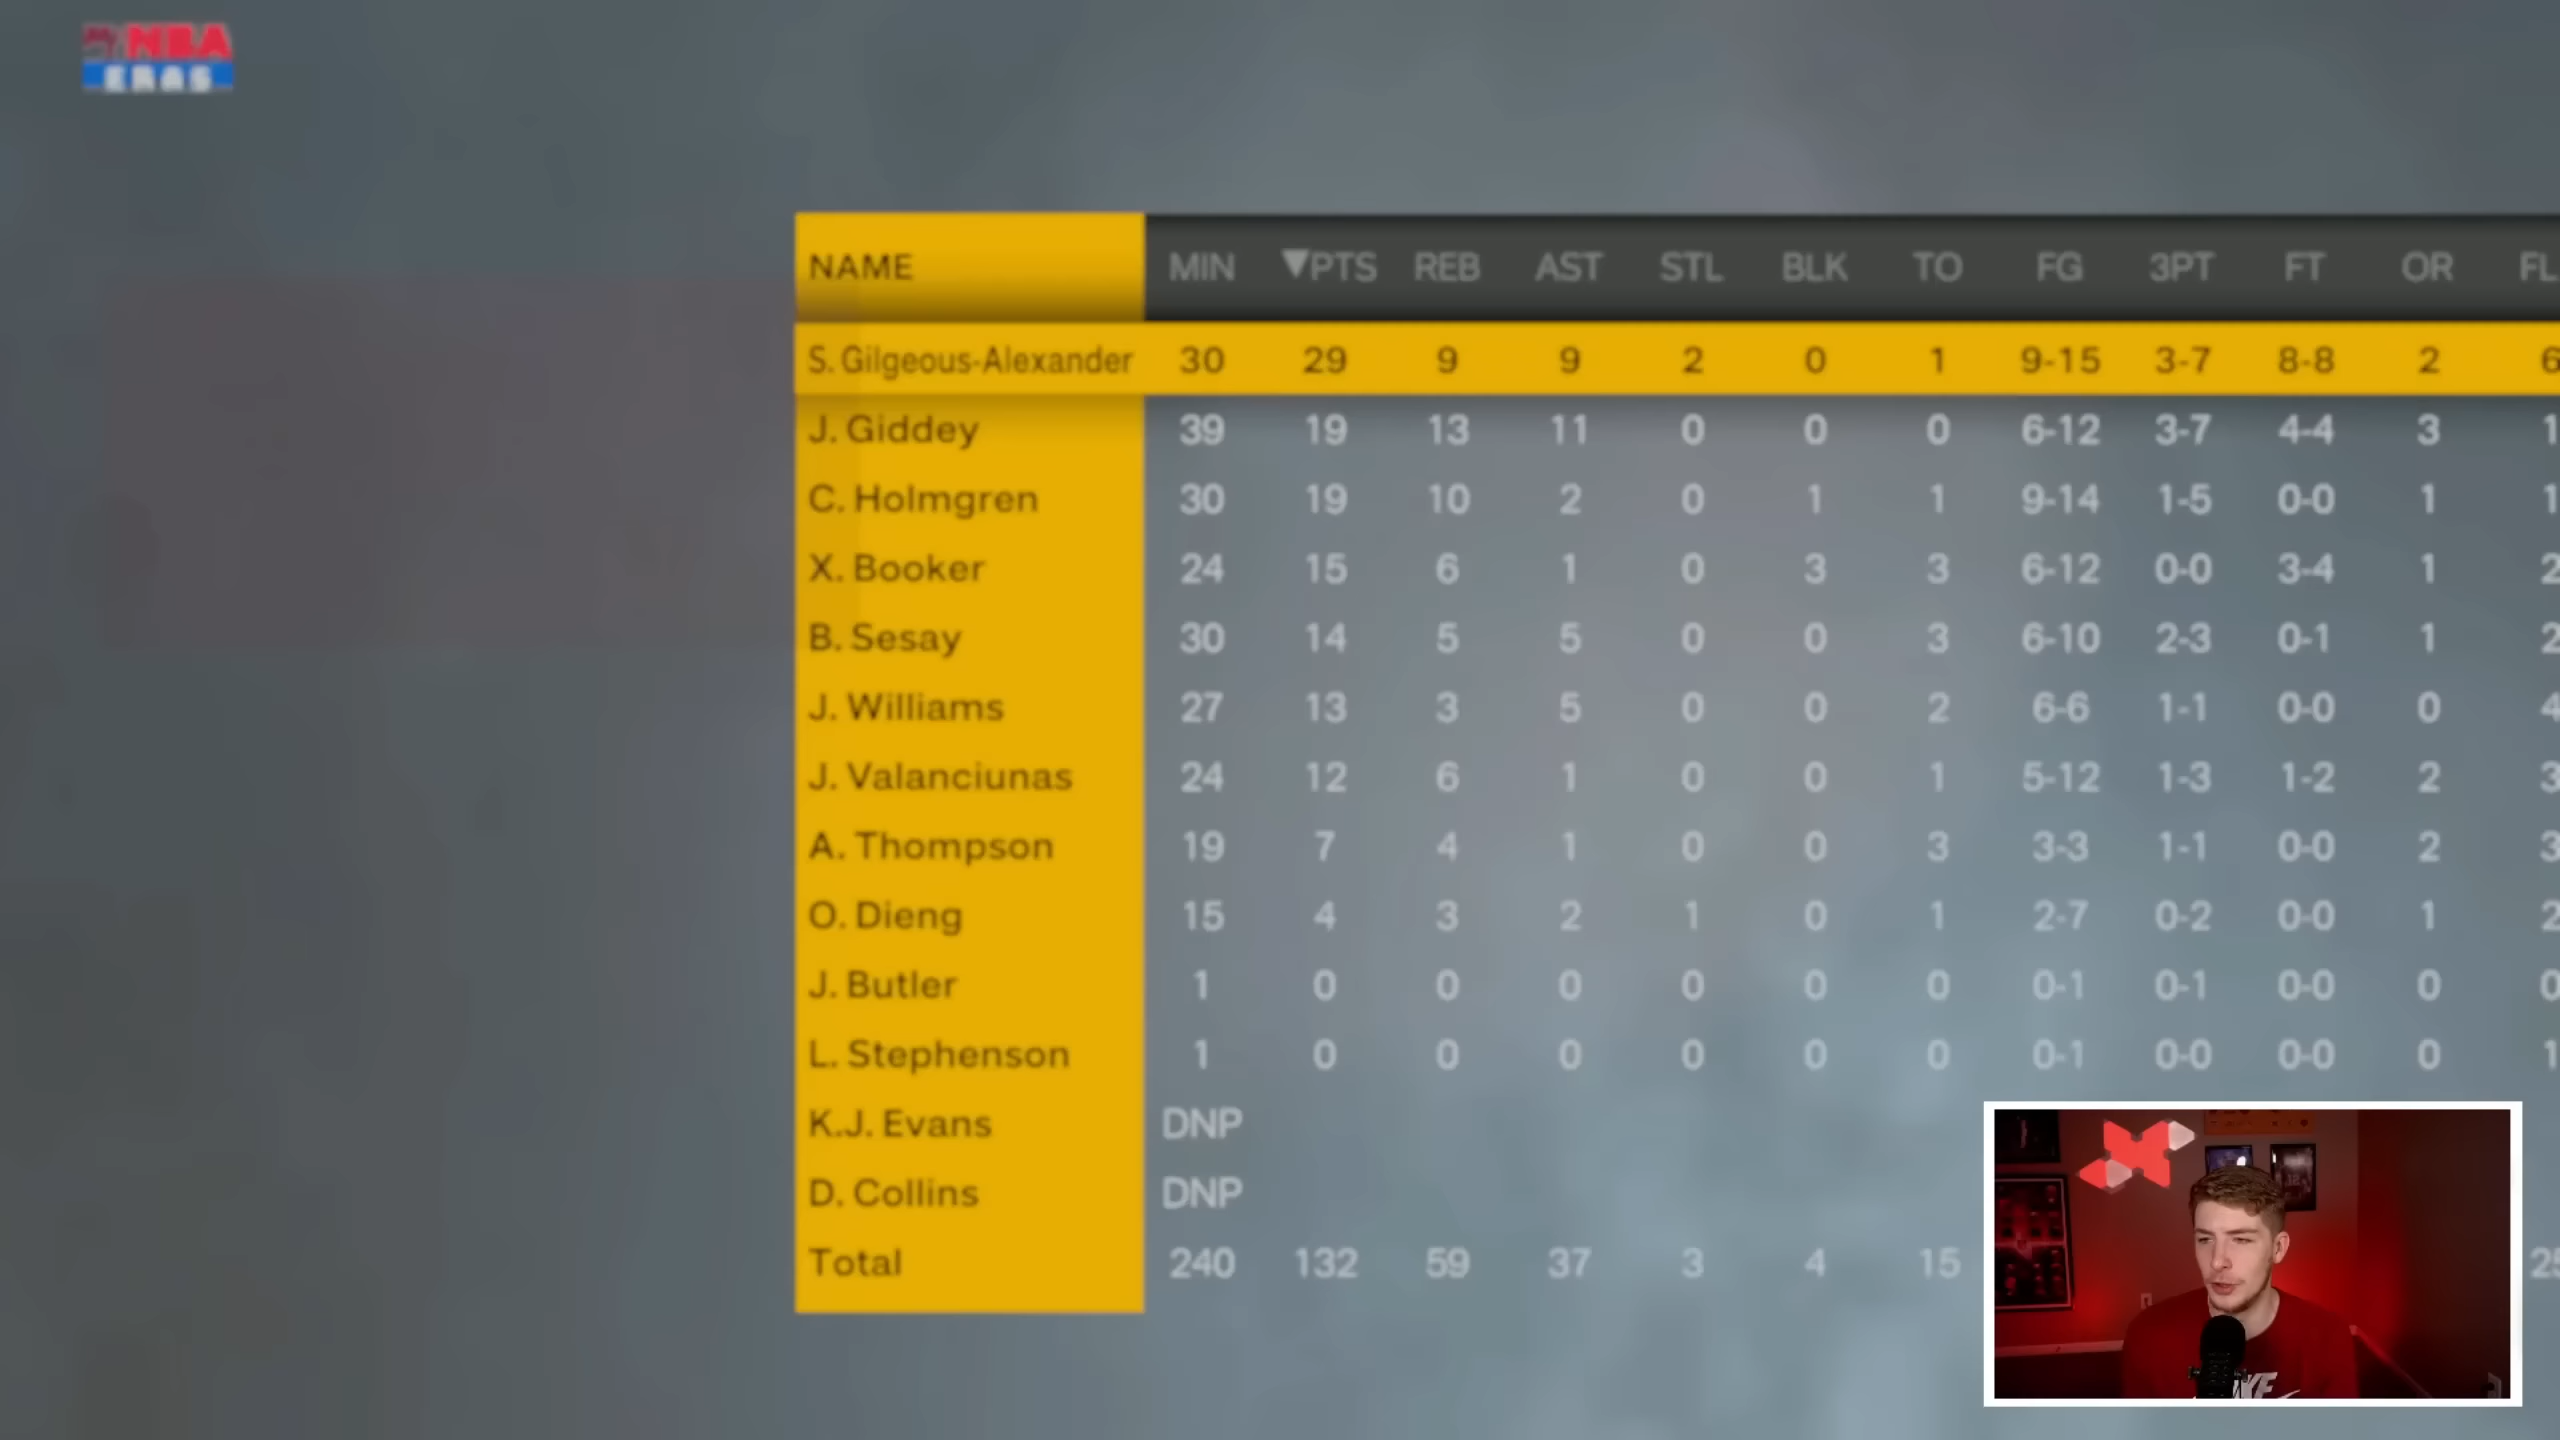 MyNBA
ERAS
NAME MIN ▼PTS REB AST STL BLK TO FG 3PT FT OR FL
S. Gilgeous-Alexander 30 29 9 9 2 0 1 9-15 3-7 8-8 2 6
J. Giddey 39 19 13 11 0 0 0 6-12 3-7 4-4 3 1
C. Holmgren 30 19 10 2 0 1 1 9-14 1-5 0-0 1 1
X. Booker 24 15 6 1 0 3 3 6-12 0-0 3-4 1 2
B. Sesay 30 14 5 5 0 0 3 6-10 2-3 0-1 1 2
J. Williams 27 13 3 5 0 0 2 6-6 1-1 0-0 0 4
J. Valanciunas 24 12 6 1 0 0 1 5-12 1-3 1-2 2 3
A. Thompson 19 7 4 1 0 0 3 3-3 1-1 0-0 2 3
O. Dieng 15 4 3 2 1 0 1 2-7 0-2 0-0 1 2
J. Butler 1 0 0 0 0 0 0 0-1 0-1 0-0 0 0
L. Stephenson 1 0 0 0 0 0 0 0-1 0-0 0-0 0 1
K.J. Evans DNP
D. Collins DNP
Total 240 132 59 37 3 4 15 25